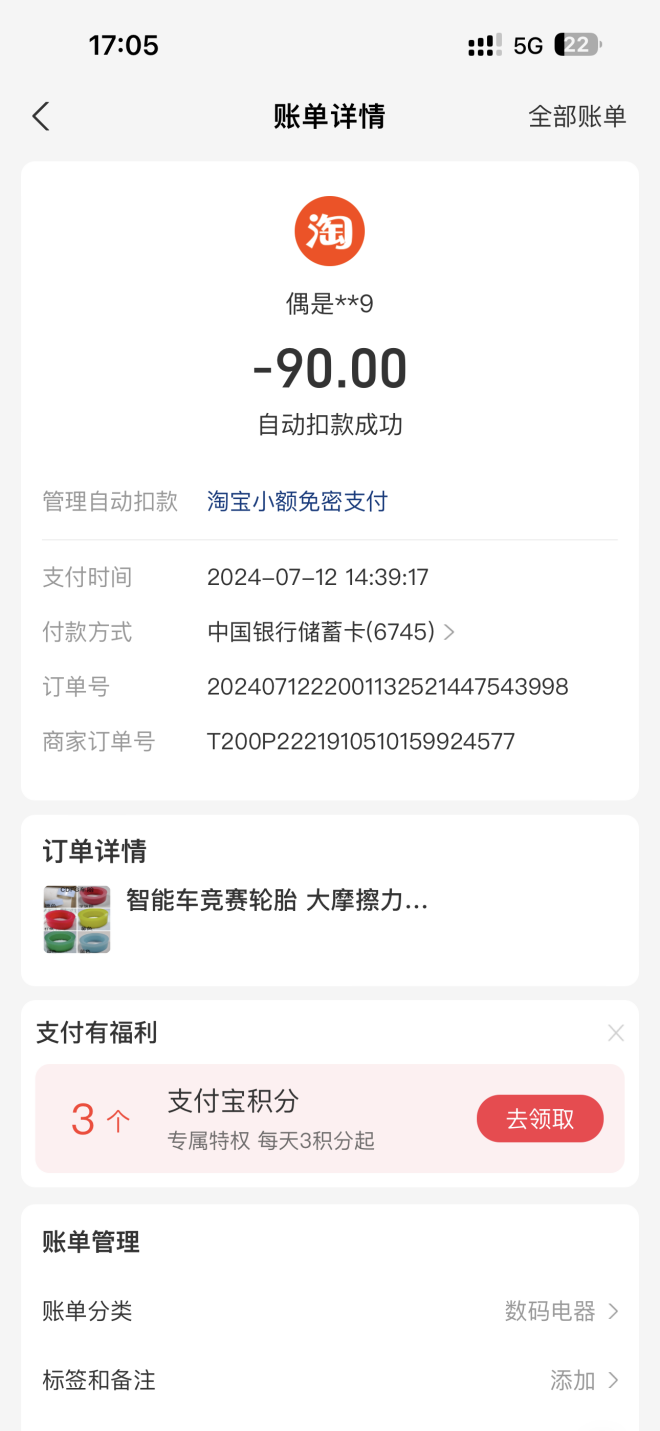 17:05
5G 22
账单详情
全部账单
淘
偶是**9
-90.00
自动扣款成功
管理自动扣款 淘宝小额免密支付
支付时间 2024-07-12 14:39:17
付款方式 中国银行储蓄卡(6745)
订单号 2024071222001132521447543998
商家订单号 T200P2221910510159924577
订单详情
智能车竞赛轮胎 大摩擦力...
支付有福利
3 个
支付宝积分
专属特权 每天3积分起
去领取
账单管理
账单分类 数码电器
标签和备注 添加